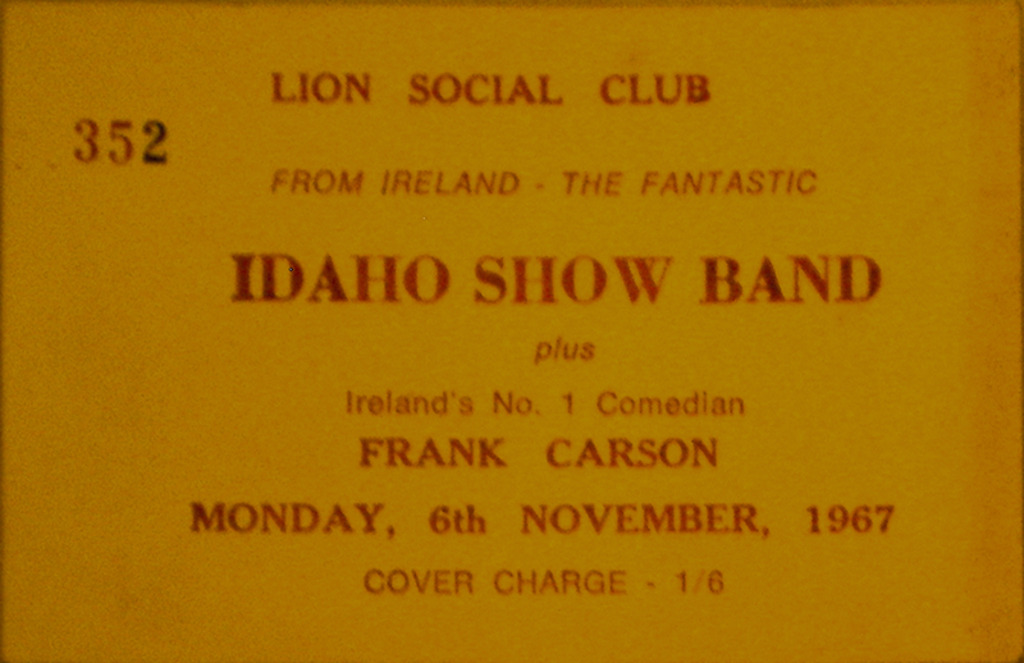 LION SOCIAL CLUB
352
FROM IRELAND - THE FANTASTIC
IDAHO SHOW BAND
plus
Ireland's No. 1 Comedian
FRANK CARSON
MONDAY, 6th NOVEMBER, 1967
COVER CHARGE - 1/6